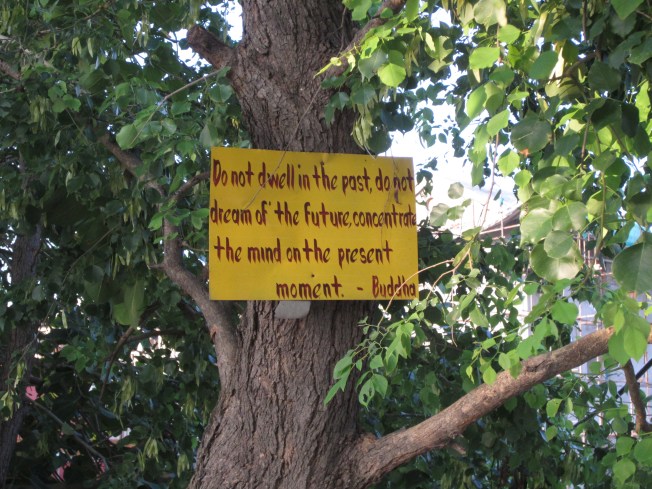 Do not dwell in the past, do not
dream of the future, concentrate
the mind on the present
moment. - Buddha